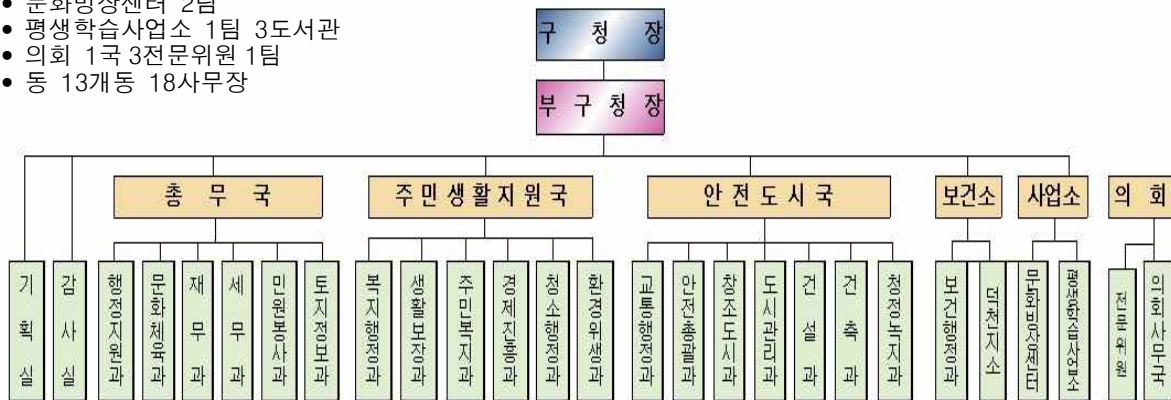 • 문화빙상센터 2팀
• 평생학습사업소 1팀 3도서관
• 의회 1국 3전문위원 1팀
• 동 13개동 18사무장
구 청 장
부 구 청 장
총 무 국
주 민 생 활 지 원 국
안 전 도 시 국
보건소
사업소
의 회
기획실
감사실
행정지원과
문화체육과
재무과
세무과
민원봉사과
토지정보과
복지행정과
생활보장과
주민복지과
경제진흥과
청소행정과
환경위생과
교통행정과
안전총괄과
창조도시과
도시관리과
건설과
건축과
청정녹지과
보건행정과
덕천지소
문화빙상센터
평생학습사업소
전문위원
의회사무국